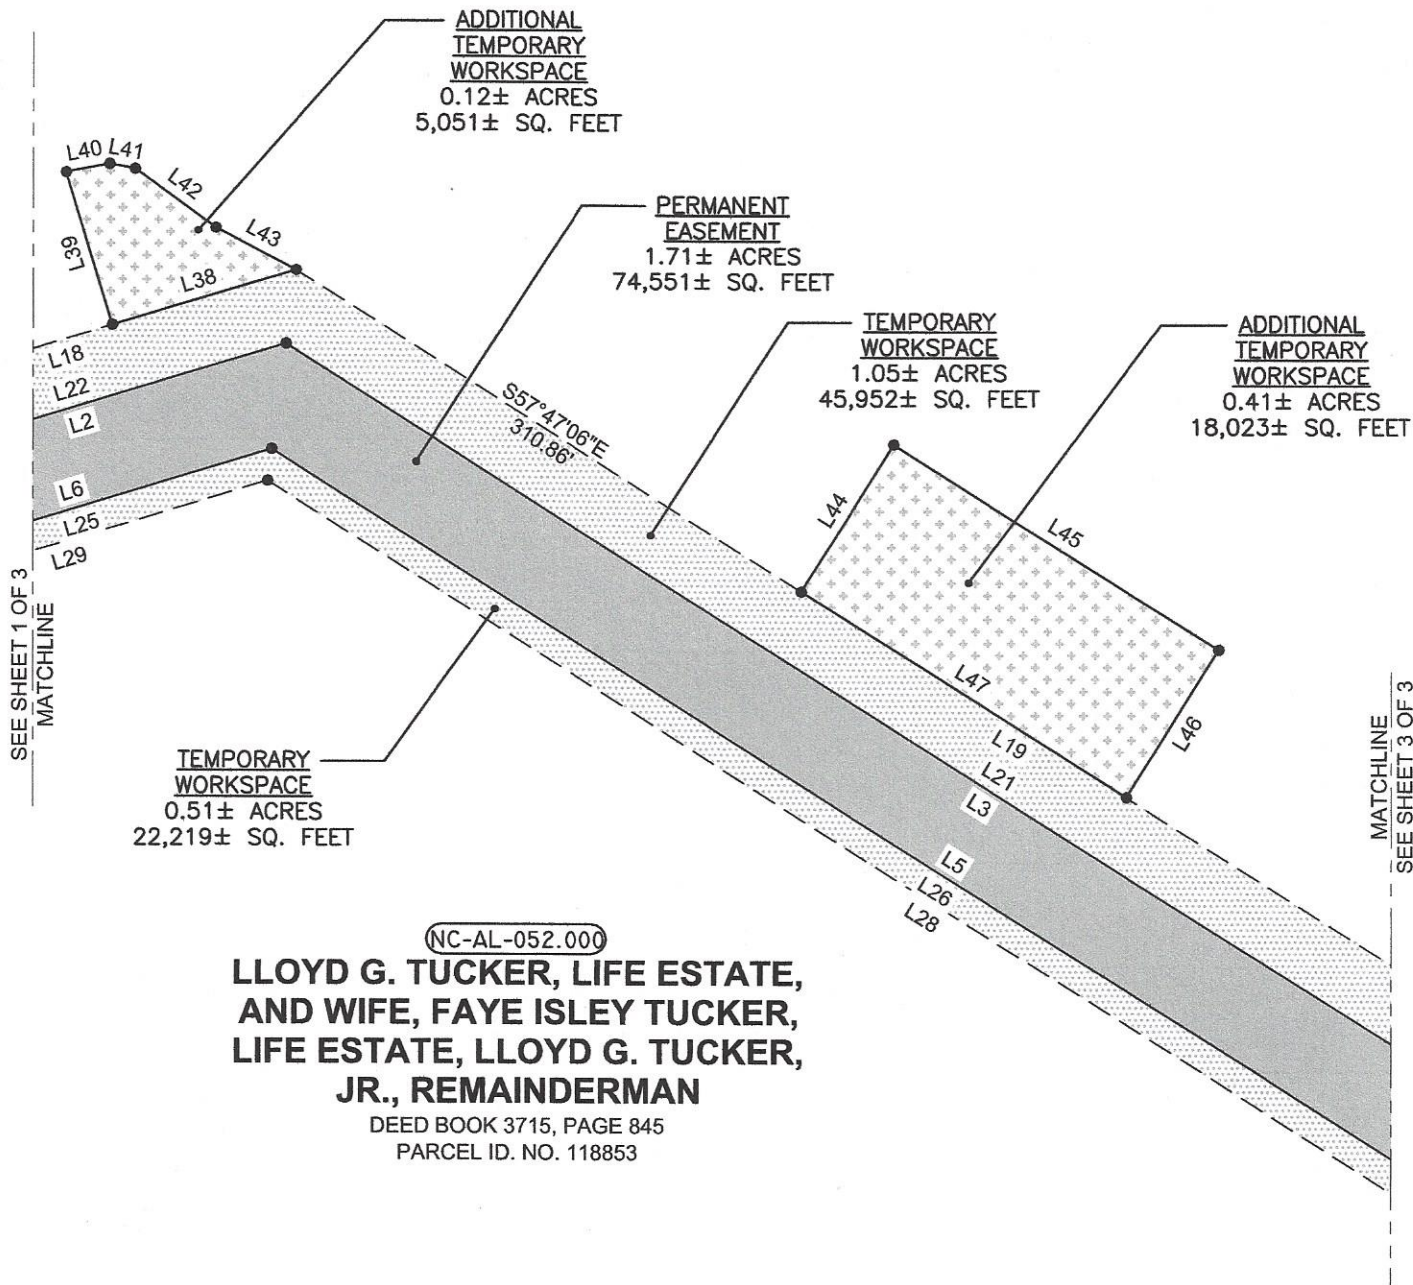 ADDITIONAL
TEMPORARY
WORKSPACE
0.12± ACRES
5,051± SQ. FEET
L40
L41
L42
L43
L39
L38
PERMANENT
EASEMENT
1.71± ACRES
74,551± SQ. FEET
TEMPORARY
WORKSPACE
1.05± ACRES
45,952± SQ. FEET
ADDITIONAL
TEMPORARY
WORKSPACE
0.41± ACRES
18,023± SQ. FEET
L18
L22
L2
L6
L25
L29
S57°47'06"E
310.86'
L44
L45
L47
L46
L19
L21
L3
L5
L26
L28
SEE SHEET 1 OF 3
MATCHLINE
MATCHLINE
SEE SHEET 3 OF 3
TEMPORARY
WORKSPACE
0.51± ACRES
22,219± SQ. FEET
NC-AL-052.000
LLOYD G. TUCKER, LIFE ESTATE,
AND WIFE, FAYE ISLEY TUCKER,
LIFE ESTATE, LLOYD G. TUCKER,
JR., REMAINDERMAN
DEED BOOK 3715, PAGE 845
PARCEL ID. NO. 118853